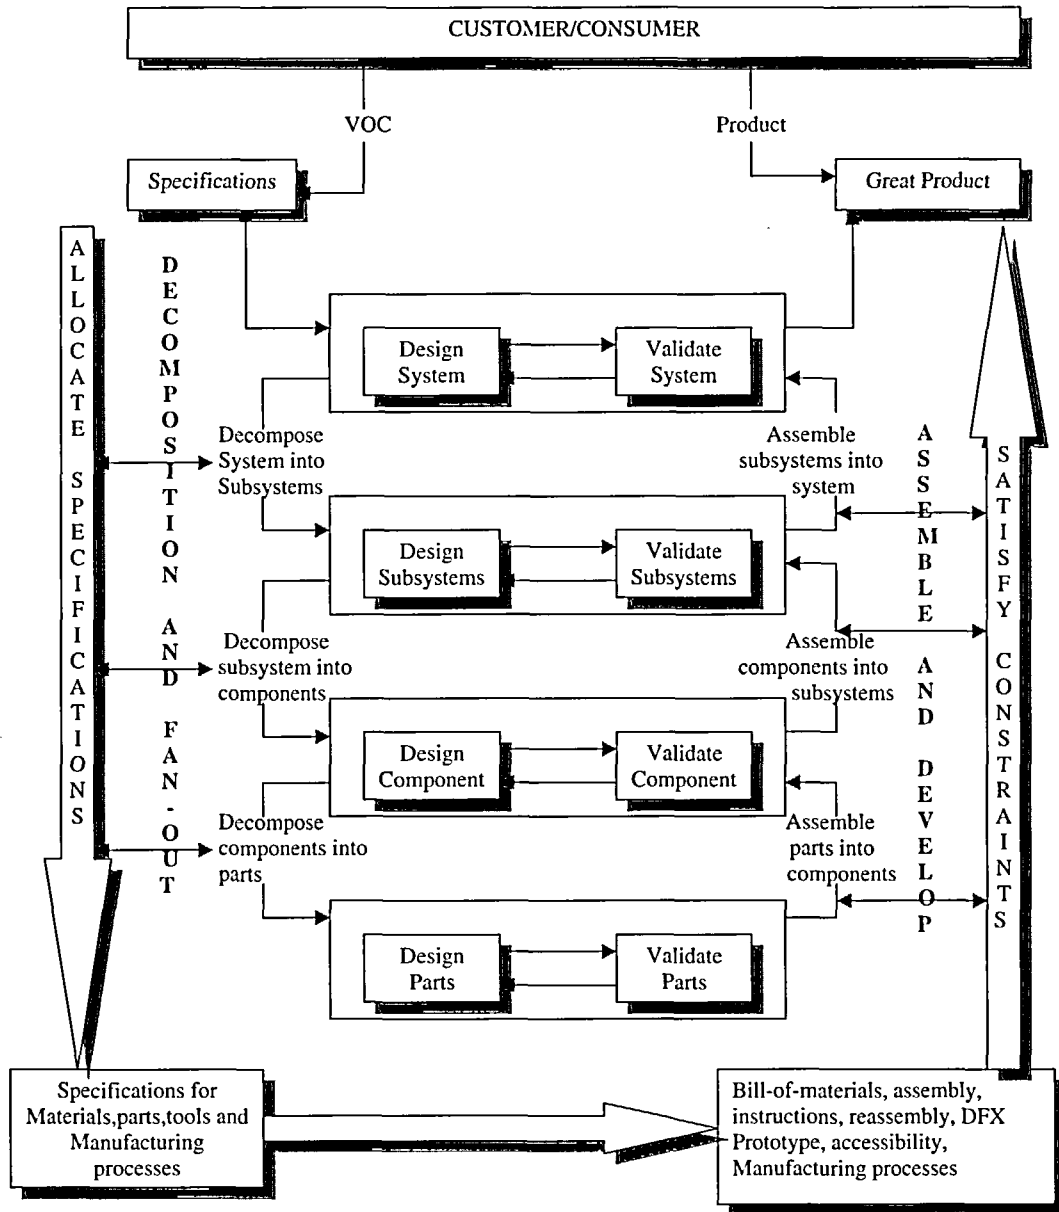 CUSTOMER/CONSUMER
VOC
Product
Specifications
Great Product
ALLOCATE SPECIFICATIONS
DECOMPOSITION AND FAN-OUT
Design
System
Validate
System
Decompose
System into
Subsystems
Assemble
subsystems into
system
ASSEMBLE AND DEVELOP
SATISFY CONSTRAINTS
Design
Subsystems
Validate
Subsystems
Decompose
subsystem into
components
Assemble
components into
subsystems
Design
Component
Validate
Component
Decompose
components into
parts
Assemble
parts into
components
Design
Parts
Validate
Parts
Specifications for
Materials,parts,tools and
Manufacturing
processes
Bill-of-materials, assembly,
instructions, reassembly, DFX
Prototype, accessibility,
Manufacturing processes